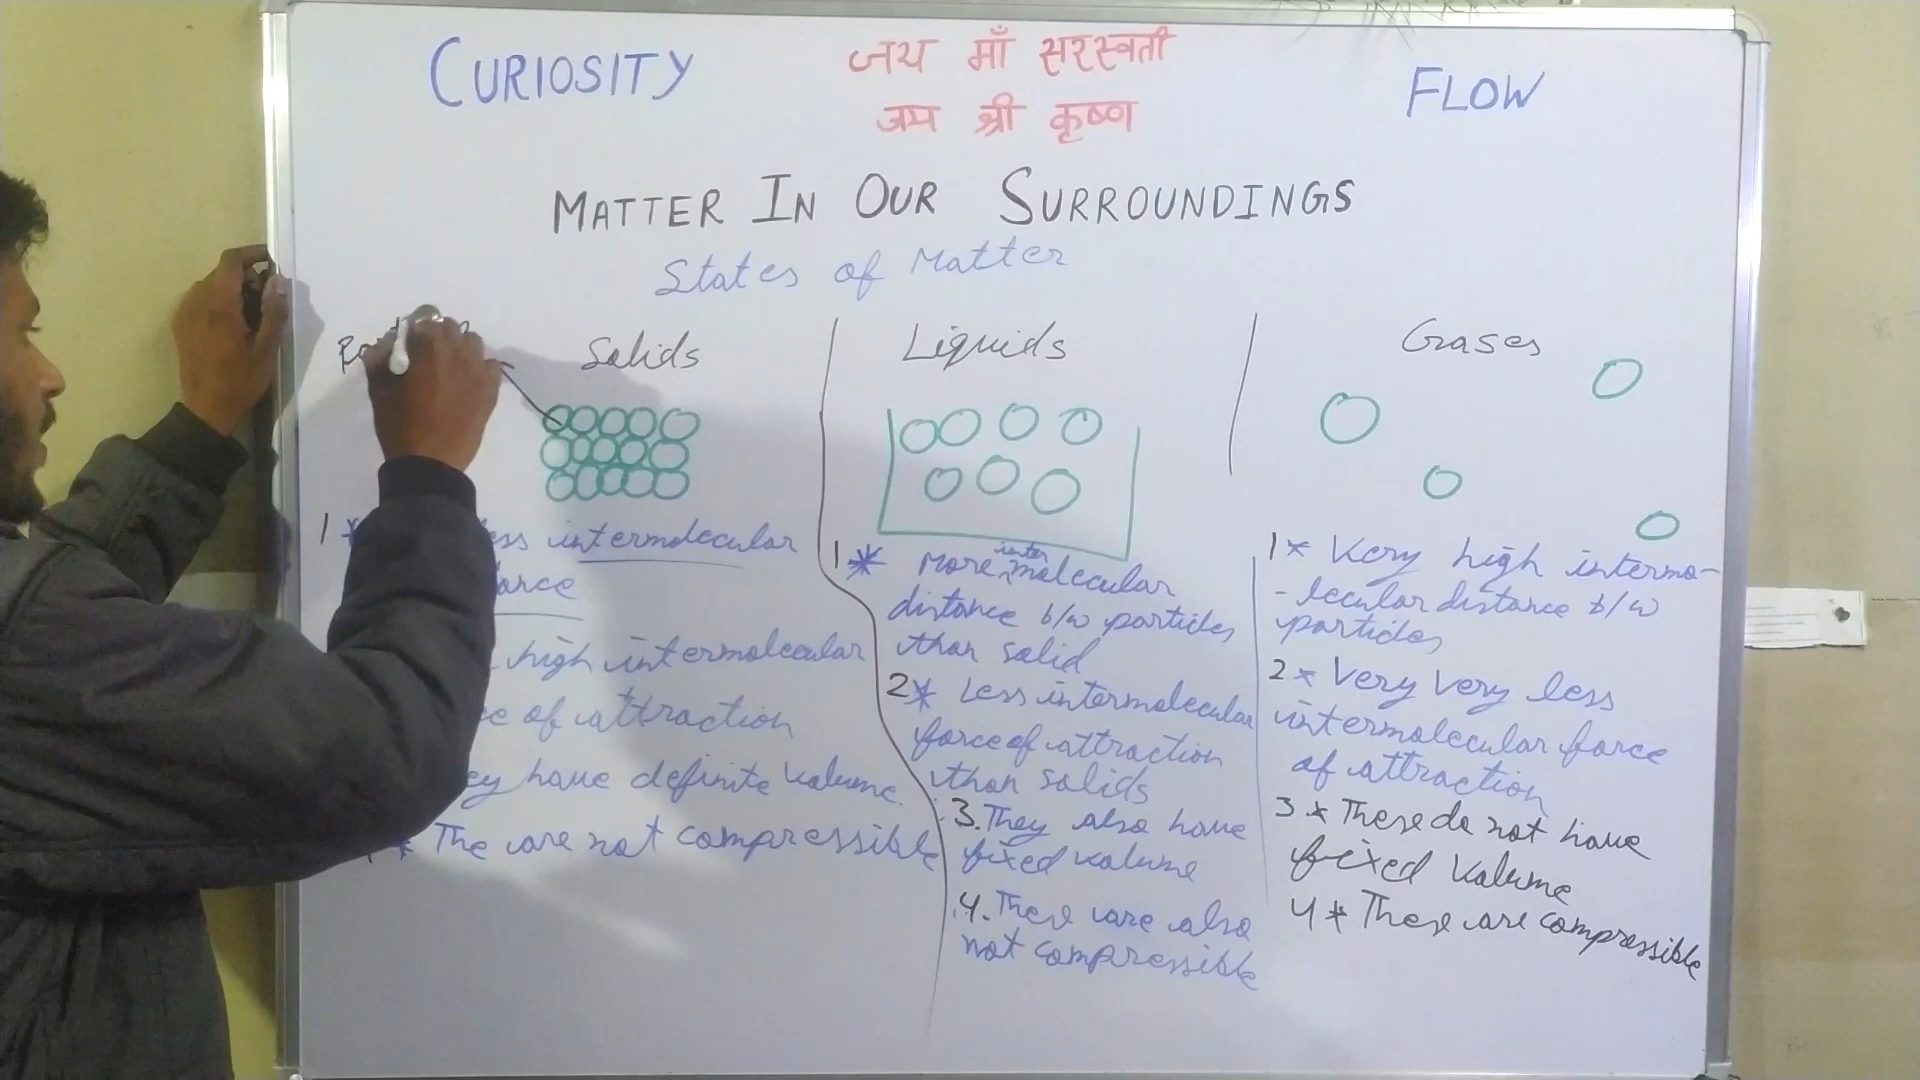 CURIOSITY
जय माँ सरस्वती
जय श्री कृष्ण
FLOW
MATTER IN OUR SURROUNDINGS
States of Matter
Solids
1 *
intermolecular
high intermolecular
of attraction
have definite volume.
* The are not compressible
Liquids
1 * More inter molecular
distance b/w particles
than solid
2 * Less intermolecular
force of attraction
than solids
3. They also have
fixed volume
4. These are also
not compressible
Gases
1 * Very high intermo-
- lecular distance b/w
particles
2 * Very Very less
intermolecular force
of attraction
3 * These do not have
fixed Volume
4 * These are compressible